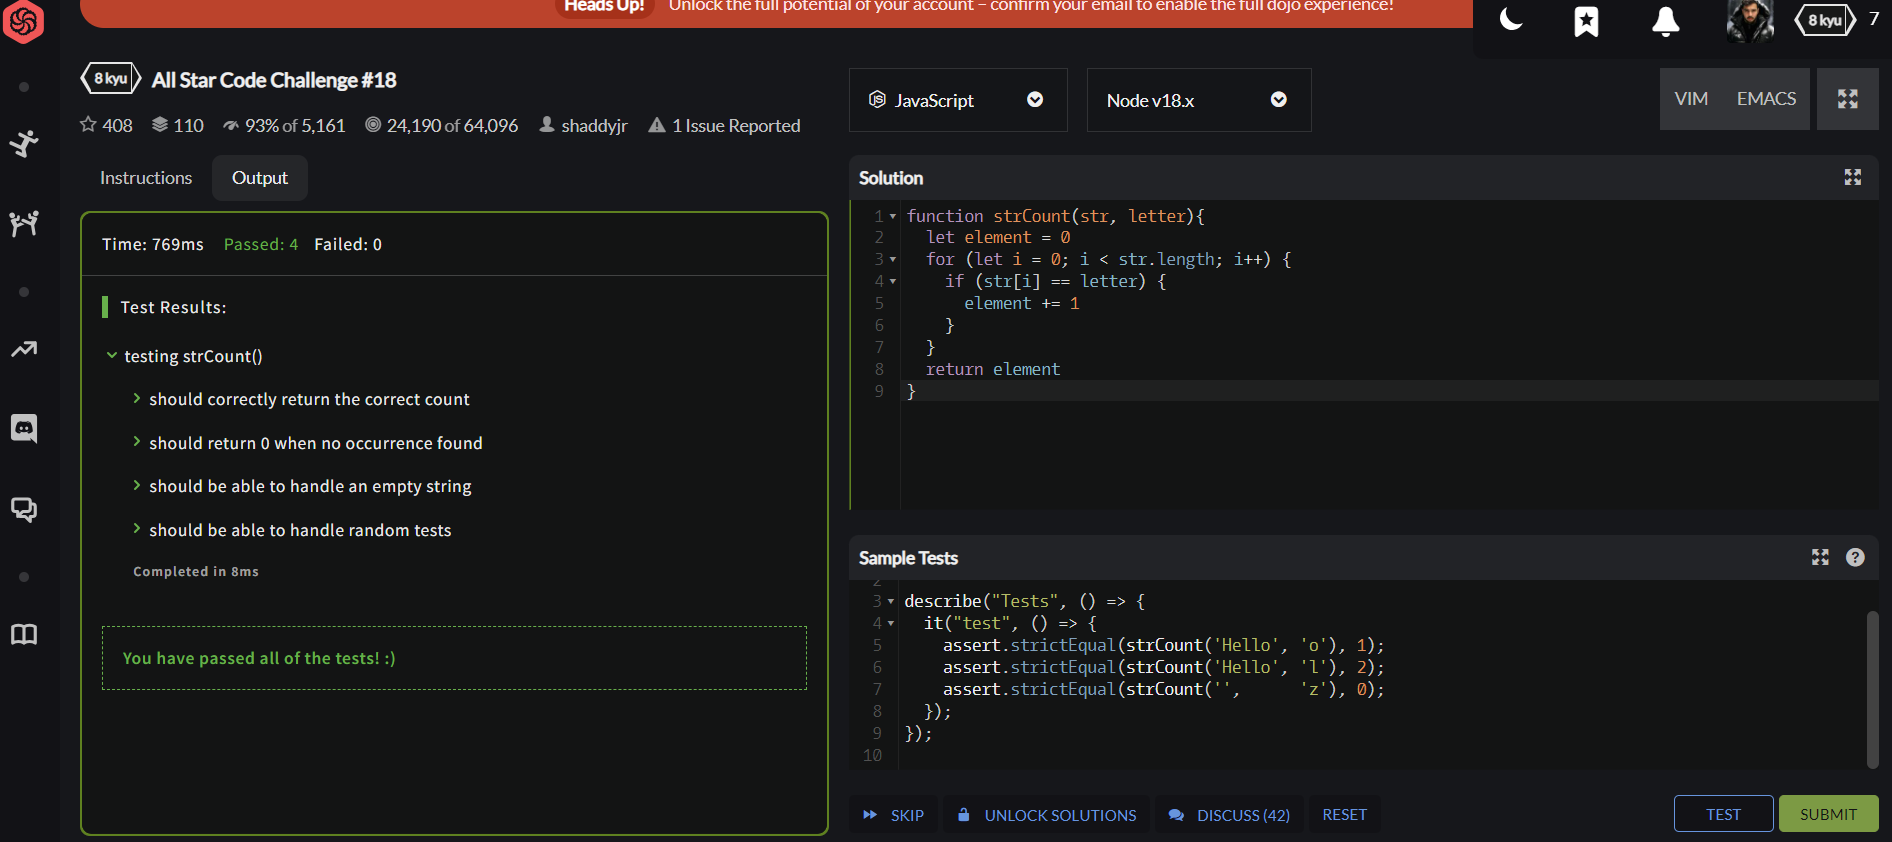 Heads Up! Unlock the full potential of your account – confirm your email to enable the full dojo experience!
8 kyu 7
8 kyu All Star Code Challenge #18
408 110 93% of 5,161 24,190 of 64,096 shaddyjr 1 Issue Reported
JavaScript
Node v18.x
VIM EMACS
Instructions Output
Time: 769ms Passed: 4 Failed: 0
Test Results:
testing strCount()
should correctly return the correct count
should return 0 when no occurrence found
should be able to handle an empty string
should be able to handle random tests
Completed in 8ms
You have passed all of the tests! :)
Solution
1 function strCount(str, letter){
2 let element = 0
3 for (let i = 0; i < str.length; i++) {
4 if (str[i] == letter) {
5 element += 1
6 }
7 }
8 return element
9 }
Sample Tests
?
2
3 describe("Tests", () => {
4 it("test", () => {
5 assert.strictEqual(strCount('Hello', 'o'), 1);
6 assert.strictEqual(strCount('Hello', 'l'), 2);
7 assert.strictEqual(strCount('', 'z'), 0);
8 });
9 });
10
SKIP UNLOCK SOLUTIONS DISCUSS (42) RESET TEST SUBMIT